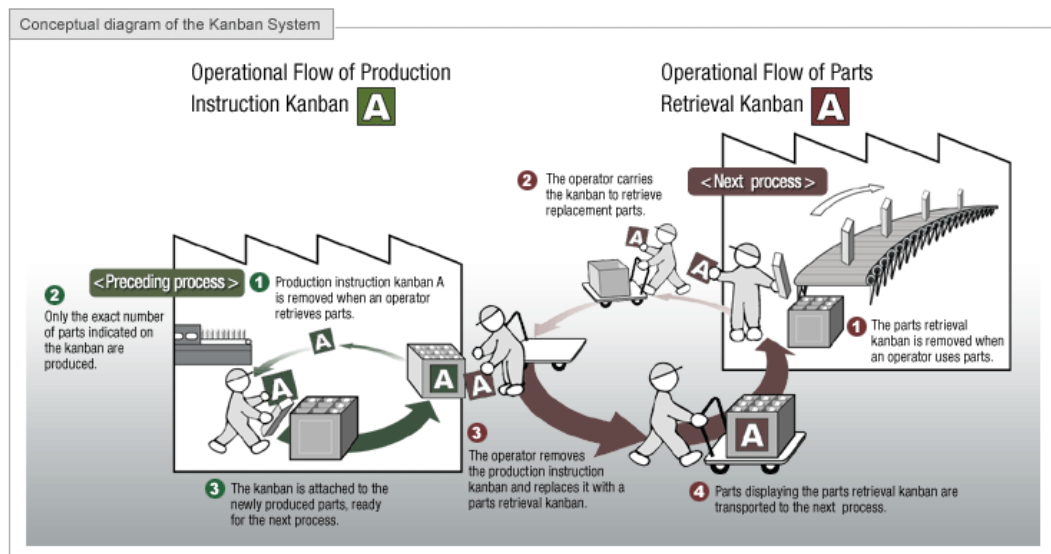 Conceptual diagram of the Kanban System
Operational Flow of Production
Instruction Kanban A
Operational Flow of Parts
Retrieval Kanban A
<Preceding process>
1 Production instruction kanban A
is removed when an operator
retrieves parts.
2
Only the exact number
of parts indicated on
the kanban are
produced.
A
A
A
A
3 The kanban is attached to the
newly produced parts, ready
for the next process.
<Next process>
1 The parts retrieval
kanban is removed when
an operator uses parts.
2 The operator carries
the kanban to retrieve
replacement parts.
A
A
3
The operator removes
the production instruction
kanban and replaces it with a
parts retrieval kanban.
A
4 Parts displaying the parts retrieval kanban are
transported to the next process.